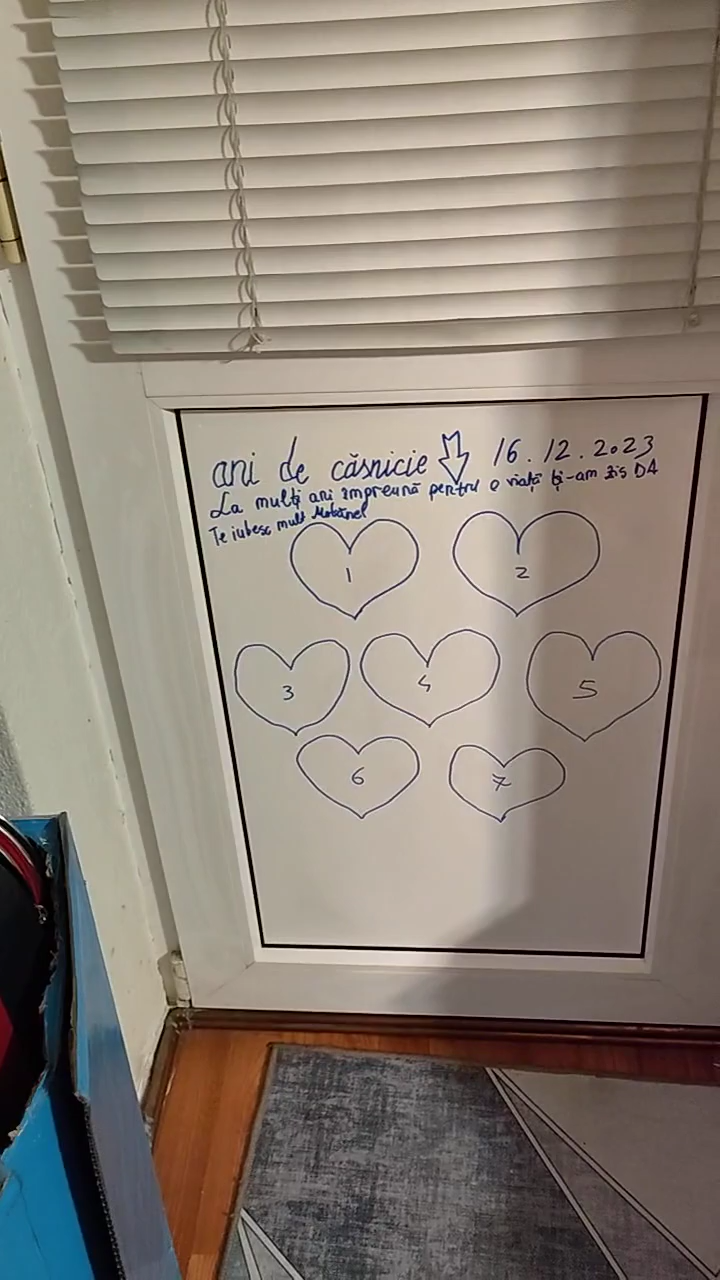 ani de căsnicie 16.12.2023
La mulți ani împreună pentru o viață ți-am zis DA
Te iubesc mult Motănel
1 2
3 4 5
6 7